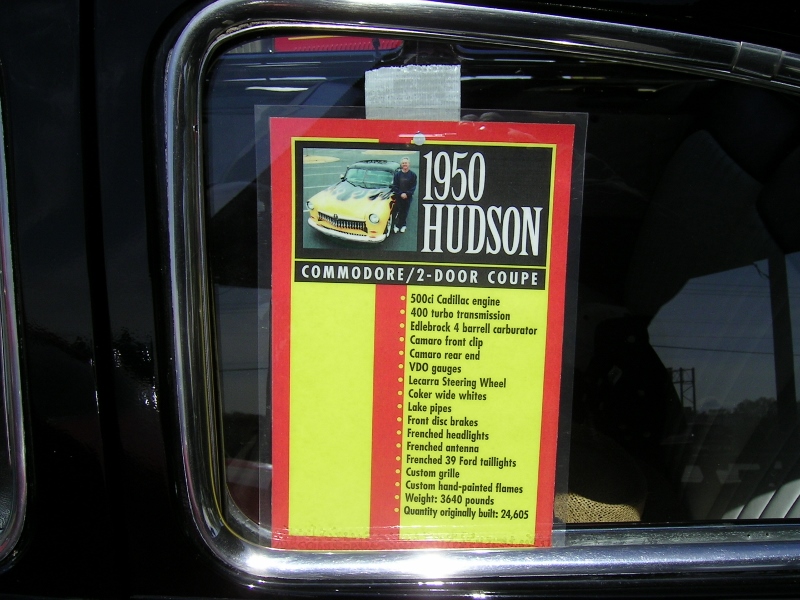 1950
HUDSON
COMMODORE/2-DOOR COUPE
500ci Cadillac engine
400 turbo transmission
Edlebrock 4 barrell carburator
Camaro front clip
Camaro rear end
VDO gauges
Lecarra Steering Wheel
Coker wide whites
Lake pipes
Front disc brakes
Frenched headlights
Frenched antenna
Frenched 39 Ford taillights
Custom grille
Custom hand-painted flames
Weight: 3640 pounds
Quantity originally built: 24,605